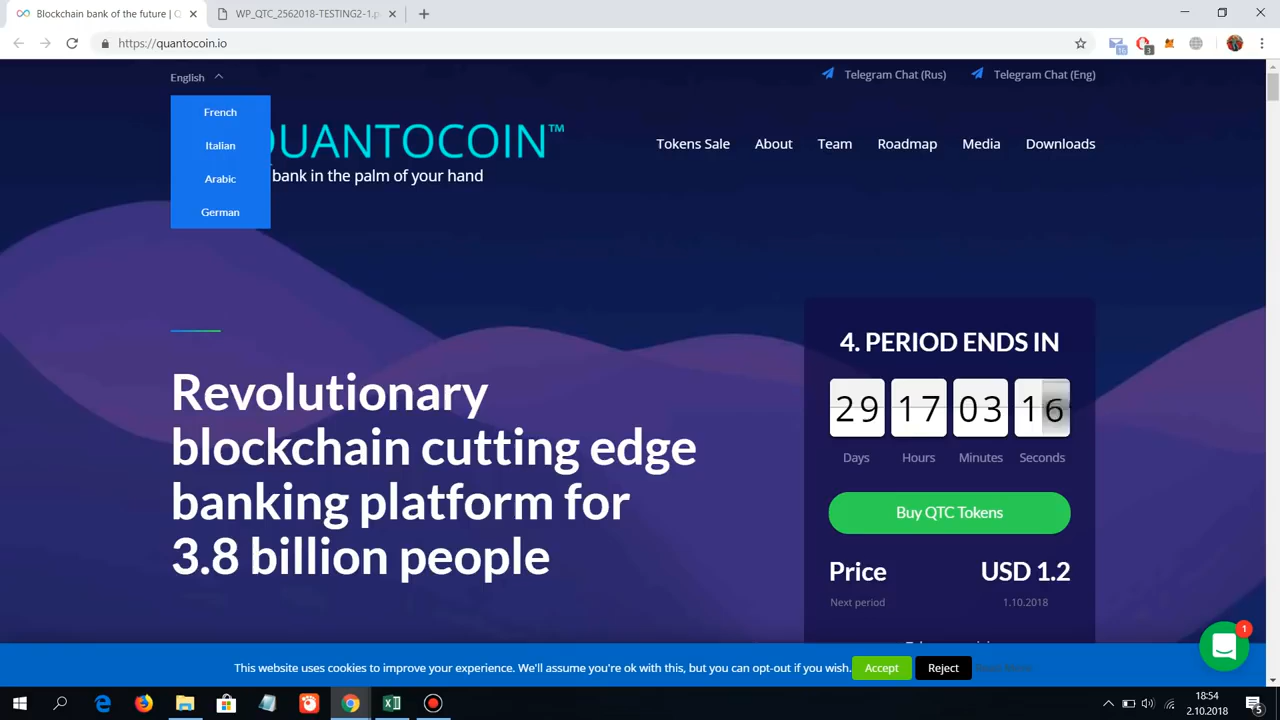 Blockchain bank of the future | Q
WP_QTC_2562018-TESTING2-1.p
https://quantocoin.io
16
3
English
Telegram Chat (Rus)
Telegram Chat (Eng)
French
Italian
Arabic
German
QUANTOCOIN™
bank in the palm of your hand
Tokens Sale
About
Team
Roadmap
Media
Downloads
Revolutionary
blockchain cutting edge
banking platform for
3.8 billion people
4. PERIOD ENDS IN
29 17 03 16
Days Hours Minutes Seconds
Buy QTC Tokens
Price USD 1.2
Next period 1.10.2018
1
This website uses cookies to improve your experience. We'll assume you're ok with this, but you can opt-out if you wish. Accept Reject
18:54
2.10.2018
5